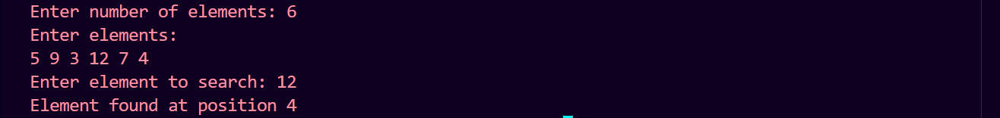 Enter number of elements: 6
Enter elements:
5 9 3 12 7 4
Enter element to search: 12
Element found at position 4